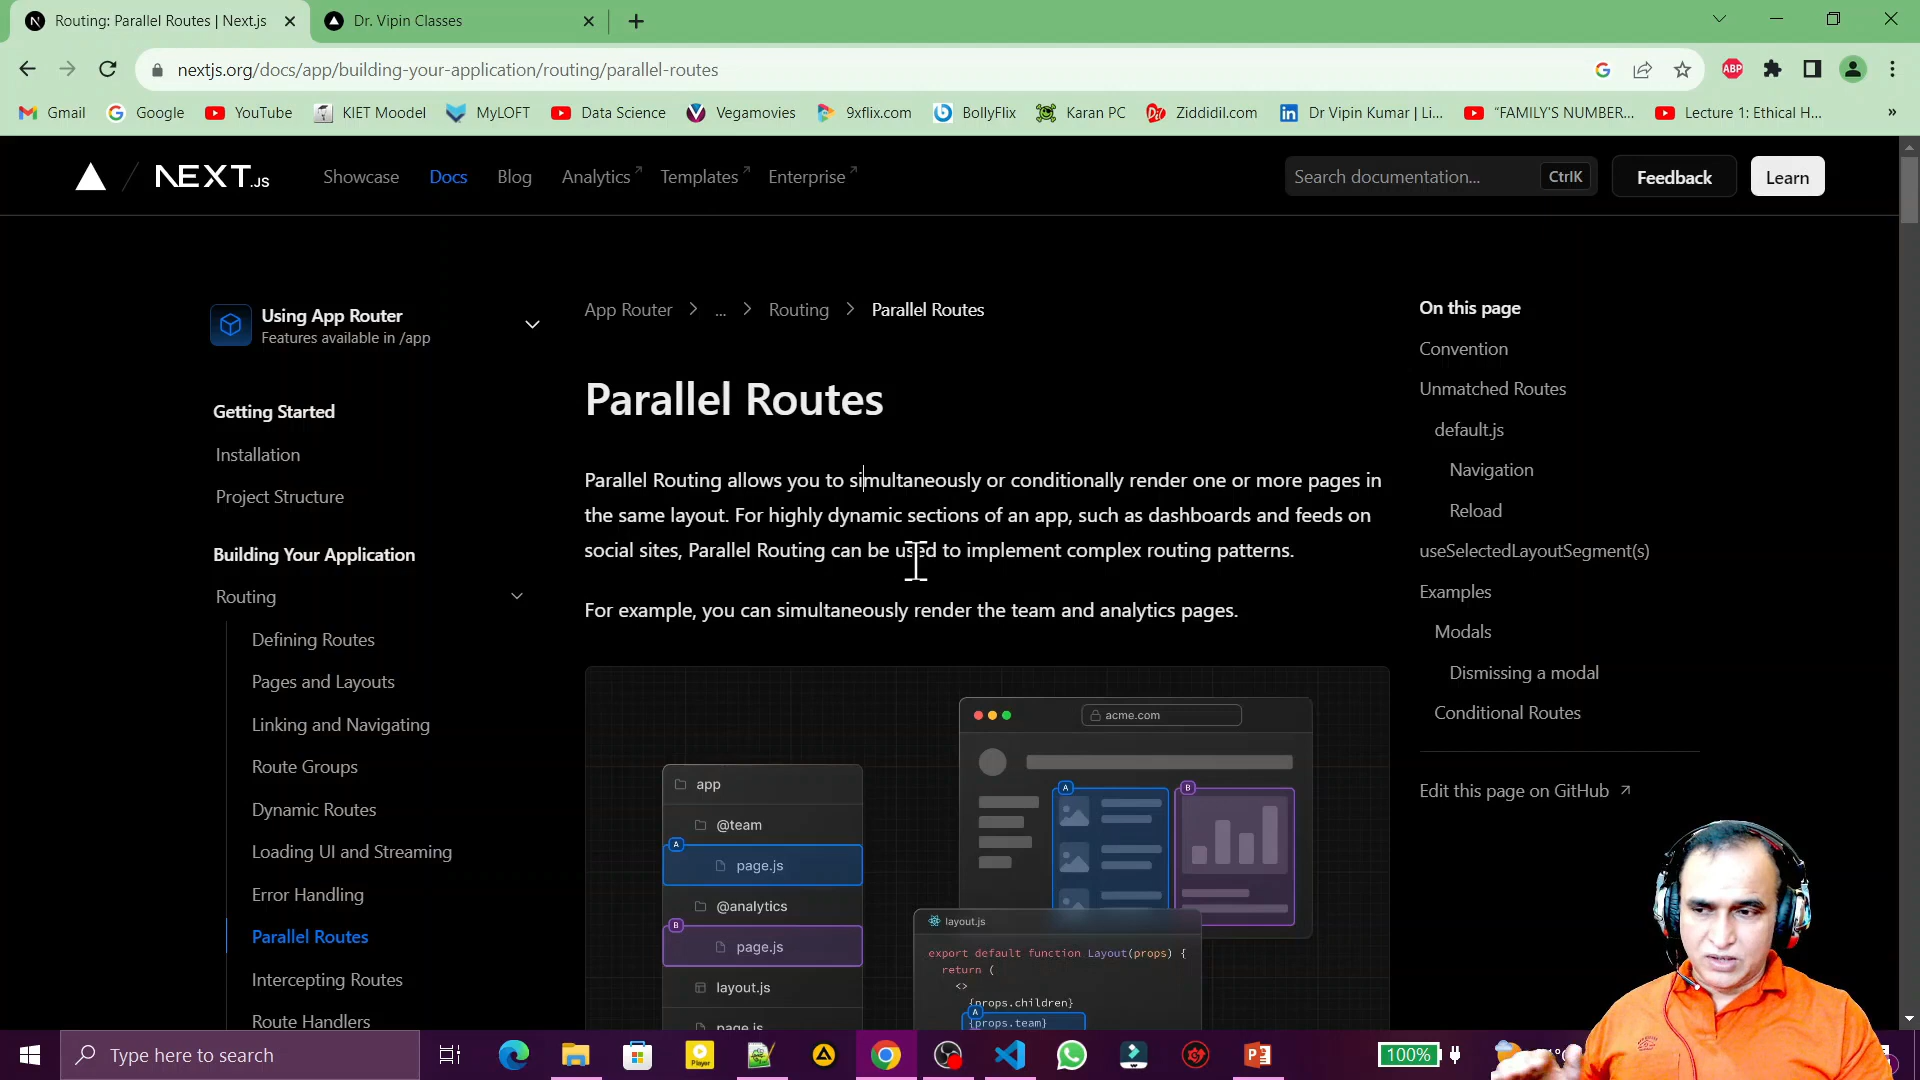 Routing: Parallel Routes | Next.js
Dr. Vipin Classes
nextjs.org/docs/app/building-your-application/routing/parallel-routes
ABP
Gmail
Google
YouTube
KIET Moodel
MyLOFT
Data Science
Vegamovies
9xflix.com
BollyFlix
Karan PC
Ziddidil.com
Dr Vipin Kumar | Li...
"FAMILY'S NUMBER...
Lecture 1: Ethical H...
»
NEXT.JS
Showcase
Docs
Blog
Analytics
Templates
Enterprise
Search documentation...
CtrlK
Feedback
Learn
Using App Router
Features available in /app
Getting Started
Installation
Project Structure
Building Your Application
Routing
Defining Routes
Pages and Layouts
Linking and Navigating
Route Groups
Dynamic Routes
Loading UI and Streaming
Error Handling
Parallel Routes
Intercepting Routes
Route Handlers
App Router > ... > Routing > Parallel Routes
Parallel Routes
Parallel Routing allows you to simultaneously or conditionally render one or more pages in
the same layout. For highly dynamic sections of an app, such as dashboards and feeds on
social sites, Parallel Routing can be used to implement complex routing patterns.
For example, you can simultaneously render the team and analytics pages.
app
@team
A
page.js
@analytics
B
page.js
layout.js
page.js
acme.com
A
B
layout.js
export default function Layout(props) {
return (
<>
{props.children}
A
{props.team}
On this page
Convention
Unmatched Routes
default.js
Navigation
Reload
useSelectedLayoutSegment(s)
Examples
Modals
Dismissing a modal
Conditional Routes
Edit this page on GitHub
Type here to search
Player
100%